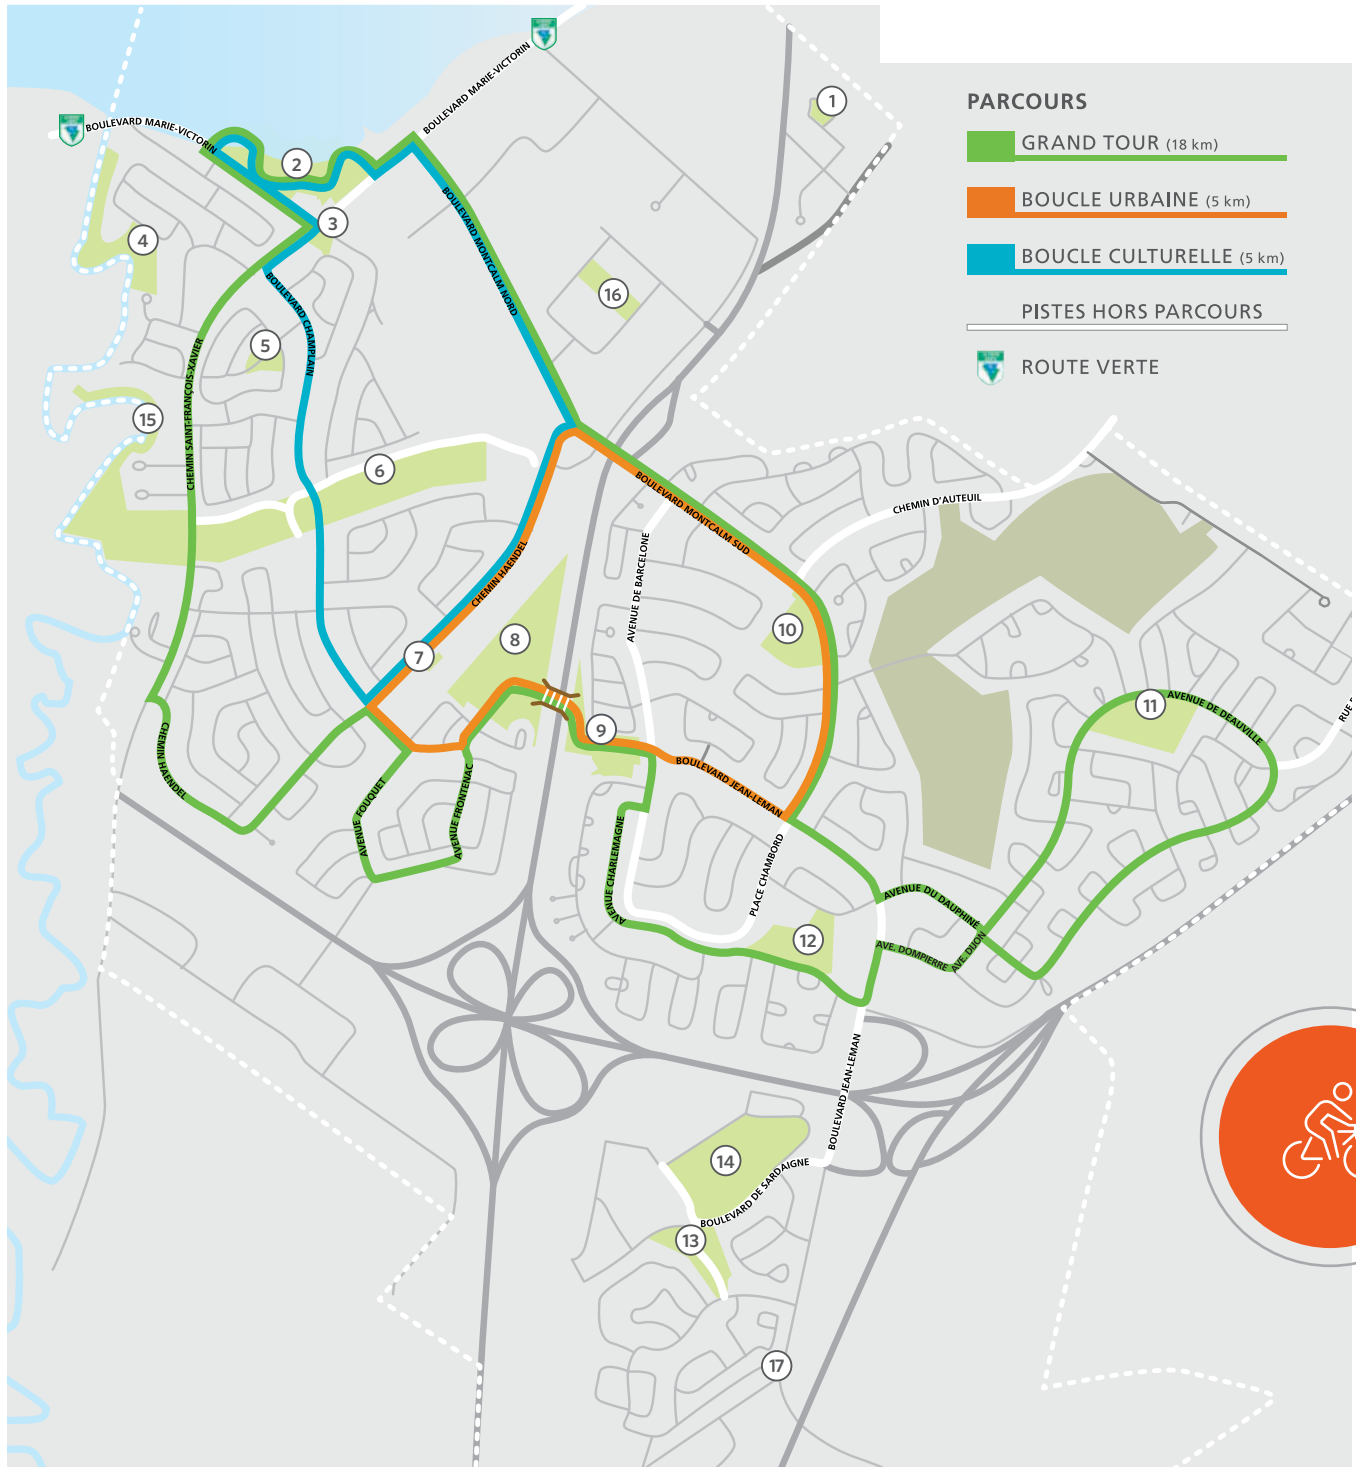 PARCOURS
GRAND TOUR (18 km)
BOUCLE URBAINE (5 km)
BOUCLE CULTURELLE (5 km)
PISTES HORS PARCOURS
ROUTE VERTE
BOULEVARD MARIE-VICTORIN
BOULEVARD MARIE-VICTORIN
1
2
3
4
BOULEVARD MONTCALM NORD
16
BOULEVARD CHAMPLAIN
5
CHEMIN SAINT-FRANÇOIS-XAVIER
15
6
BOULEVARD MONTCALM SUD
CHEMIN D'AUTEUIL
CHEMIN HAENDEL
AVENUE DE BARCELONE
10
8
7
11
AVENUE DE DEAUVILLE
RUE
9
CHEMIN HAENDEL
BOULEVARD JEAN-LEMAN
AVENUE FOUQUET
AVENUE FRONTENAC
AVENUE CHARLEMAGNE
PLACE CHAMBORD
AVENUE DU DAUPHINÉ
12
AVE. DOMPIERRE
AVE. DIJON
BOULEVARD JEAN-LEMAN
14
BOULEVARD DE SARDAIGNE
13
17